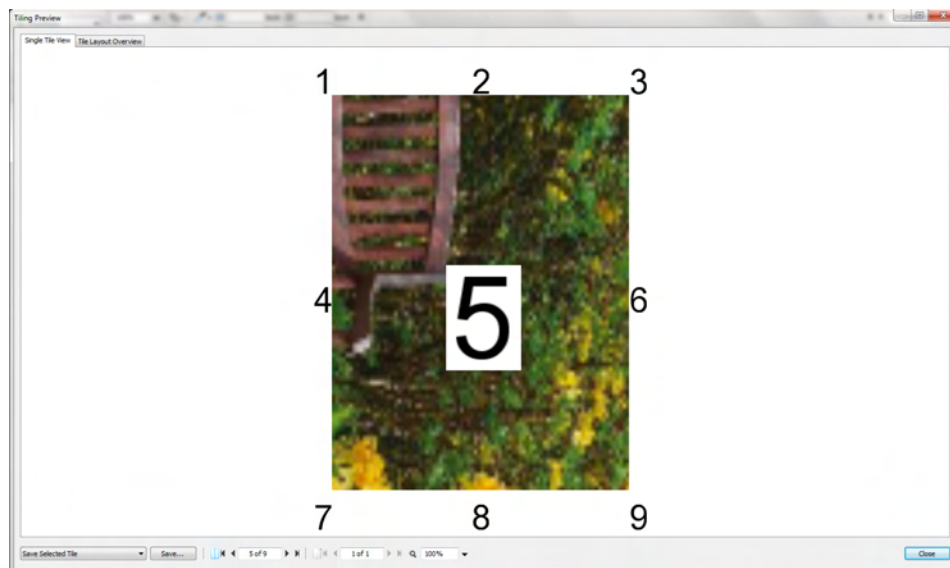 Tiling Preview
Single Tile View Tile Layout Overview
1 2 3
4 5 6
7 8 9
Save Selected Tile Save... 5 of 9 1 of 1 100% Close